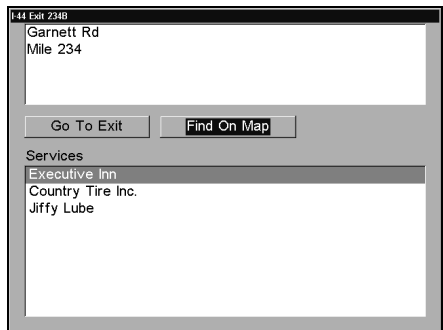 I-44 Exit 234B
Garnett Rd
Mile 234
Go To Exit
Find On Map
Services
Executive Inn
Country Tire Inc.
Jiffy Lube